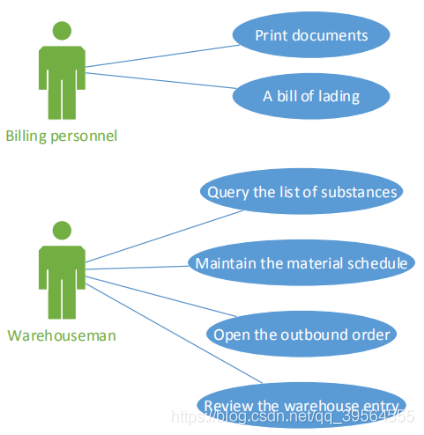 Print documents
A bill of lading
Billing personnel
Query the list of substances
Maintain the material schedule
Warehouseman
Open the outbound order
Review the warehouse entry
https://blog.csdn.net/qq_39564555